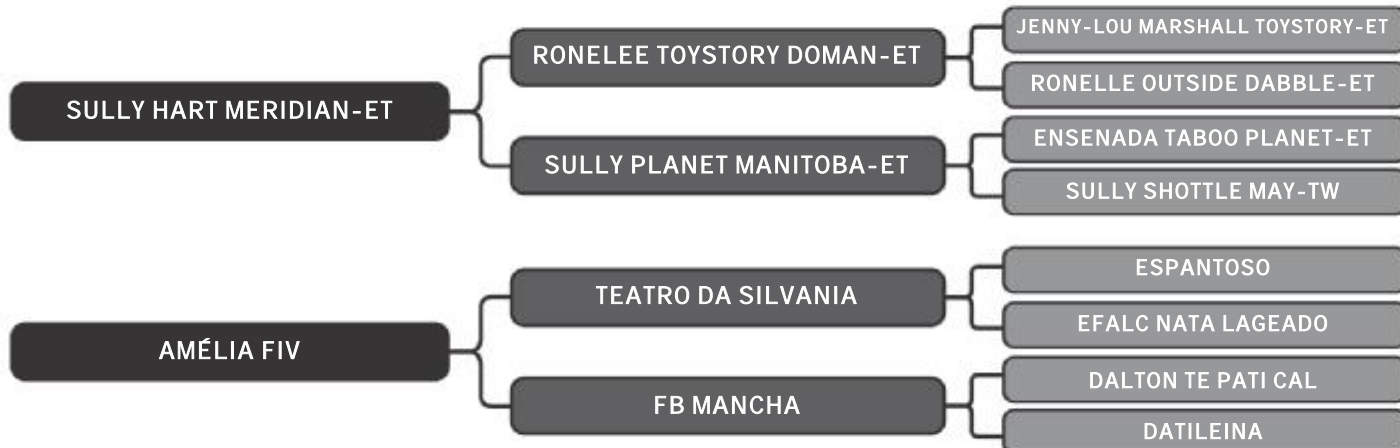 SULLY HART MERIDIAN-ET
RONELEE TOYSTORY DOMAN-ET
JENNY-LOU MARSHALL TOYSTORY-ET
RONELLE OUTSIDE DABBLE-ET
SULLY PLANET MANITOBA-ET
ENSENADA TABOO PLANET-ET
SULLY SHOTTLE MAY-TW
AMÉLIA FIV
TEATRO DA SILVANIA
ESPANTOSO
EFALC NATA LAGEADO
FB MANCHA
DALTON TE PATI CAL
DATILEINA